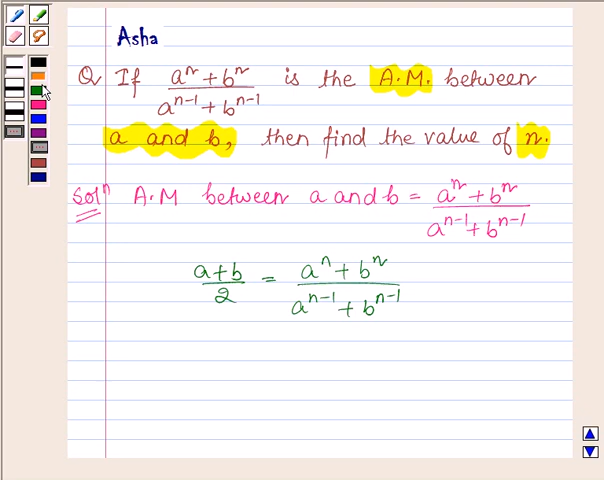 Asha
Q If (aⁿ + bⁿ)/(aⁿ⁻¹ + bⁿ⁻¹) is the A.M. between
a and b, then find the value of n.
Solⁿ A.M between a and b = (aⁿ + bⁿ)/(aⁿ⁻¹ + bⁿ⁻¹)
(a+b)/2 = (aⁿ + bⁿ)/(aⁿ⁻¹ + bⁿ⁻¹)